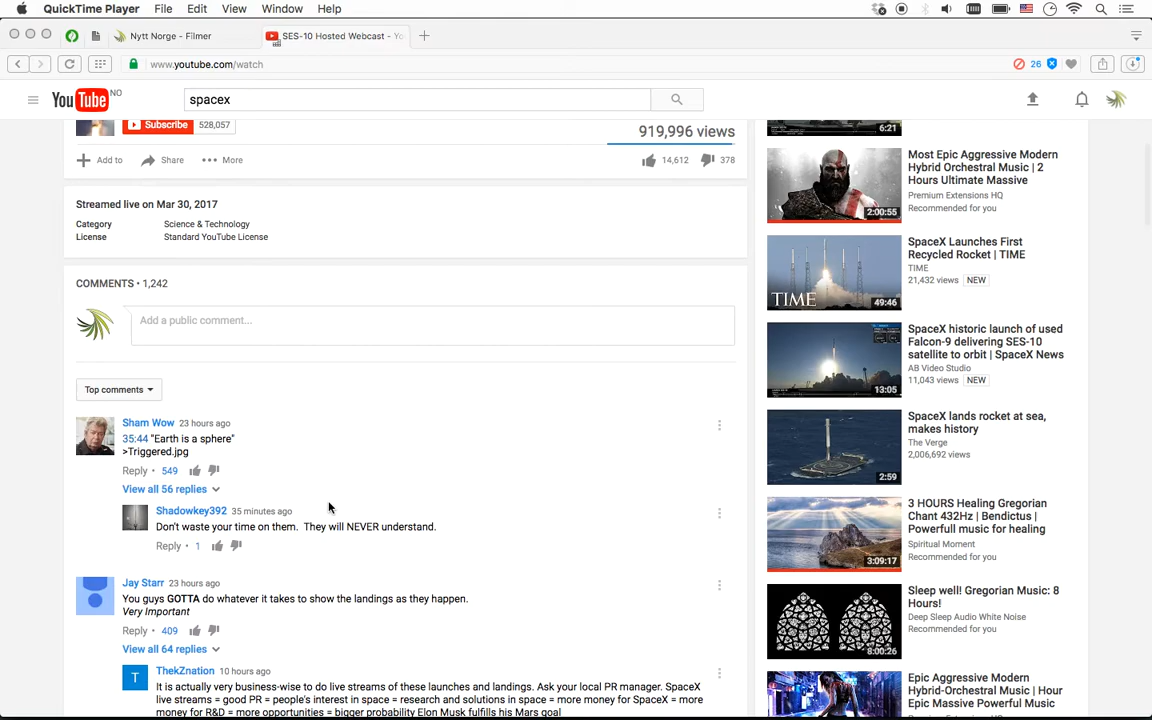 QuickTime Player File Edit View Window Help
Nytt Norge - Filmer
SES-10 Hosted Webcast - Yo
www.youtube.com/watch
26
YouTube NO
spacex
Subscribe 528,057
919,996 views
Add to Share More
14,612 378
Streamed live on Mar 30, 2017
Category Science & Technology
License Standard YouTube License
COMMENTS • 1,242
Add a public comment...
Top comments
Sham Wow 23 hours ago
35:44 "Earth is a sphere"
>Triggered.jpg
Reply • 549
View all 56 replies
Shadowkey392 35 minutes ago
Don't waste your time on them. They will NEVER understand.
Reply • 1
Jay Starr 23 hours ago
You guys GOTTA do whatever it takes to show the landings as they happen.
Very Important
Reply • 409
View all 64 replies
T
ThekZnation 10 hours ago
It is actually very business-wise to do live streams of these launches and landings. Ask your local PR manager. SpaceX
live streams = good PR = people's interest in space = research and solutions in space = more money for SpaceX = more
money for R&D = more opportunities = bigger probability Elon Musk fulfills his Mars goal
6:21
Most Epic Aggressive Modern
Hybrid Orchestral Music | 2
Hours Ultimate Massive
Premium Extensions HQ
Recommended for you
2:00:55
SpaceX Launches First
Recycled Rocket | TIME
TIME
21,432 views NEW
TIME
49:46
SpaceX historic launch of used
Falcon-9 delivering SES-10
satellite to orbit | SpaceX News
AB Video Studio
11,043 views NEW
13:05
SpaceX lands rocket at sea,
makes history
The Verge
2,006,692 views
2:59
3 HOURS Healing Gregorian
Chant 432Hz | Bendictus |
Powerfull music for healing
Spiritual Moment
Recommended for you
3:09:17
Sleep well! Gregorian Music: 8
Hours!
Deep Sleep Audio White Noise
Recommended for you
8:00:26
Epic Aggressive Modern
Hybrid-Orchestral Music | Hour
Epic Massive Powerful Music